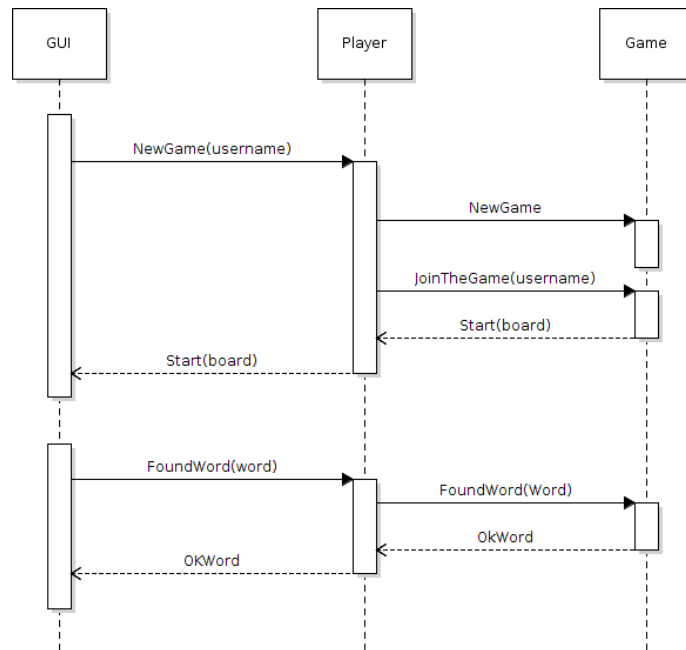 GUI
Player
Game
NewGame(username)
NewGame
JoinTheGame(username)
Start(board)
Start(board)
FoundWord(word)
FoundWord(Word)
OkWord
OKWord